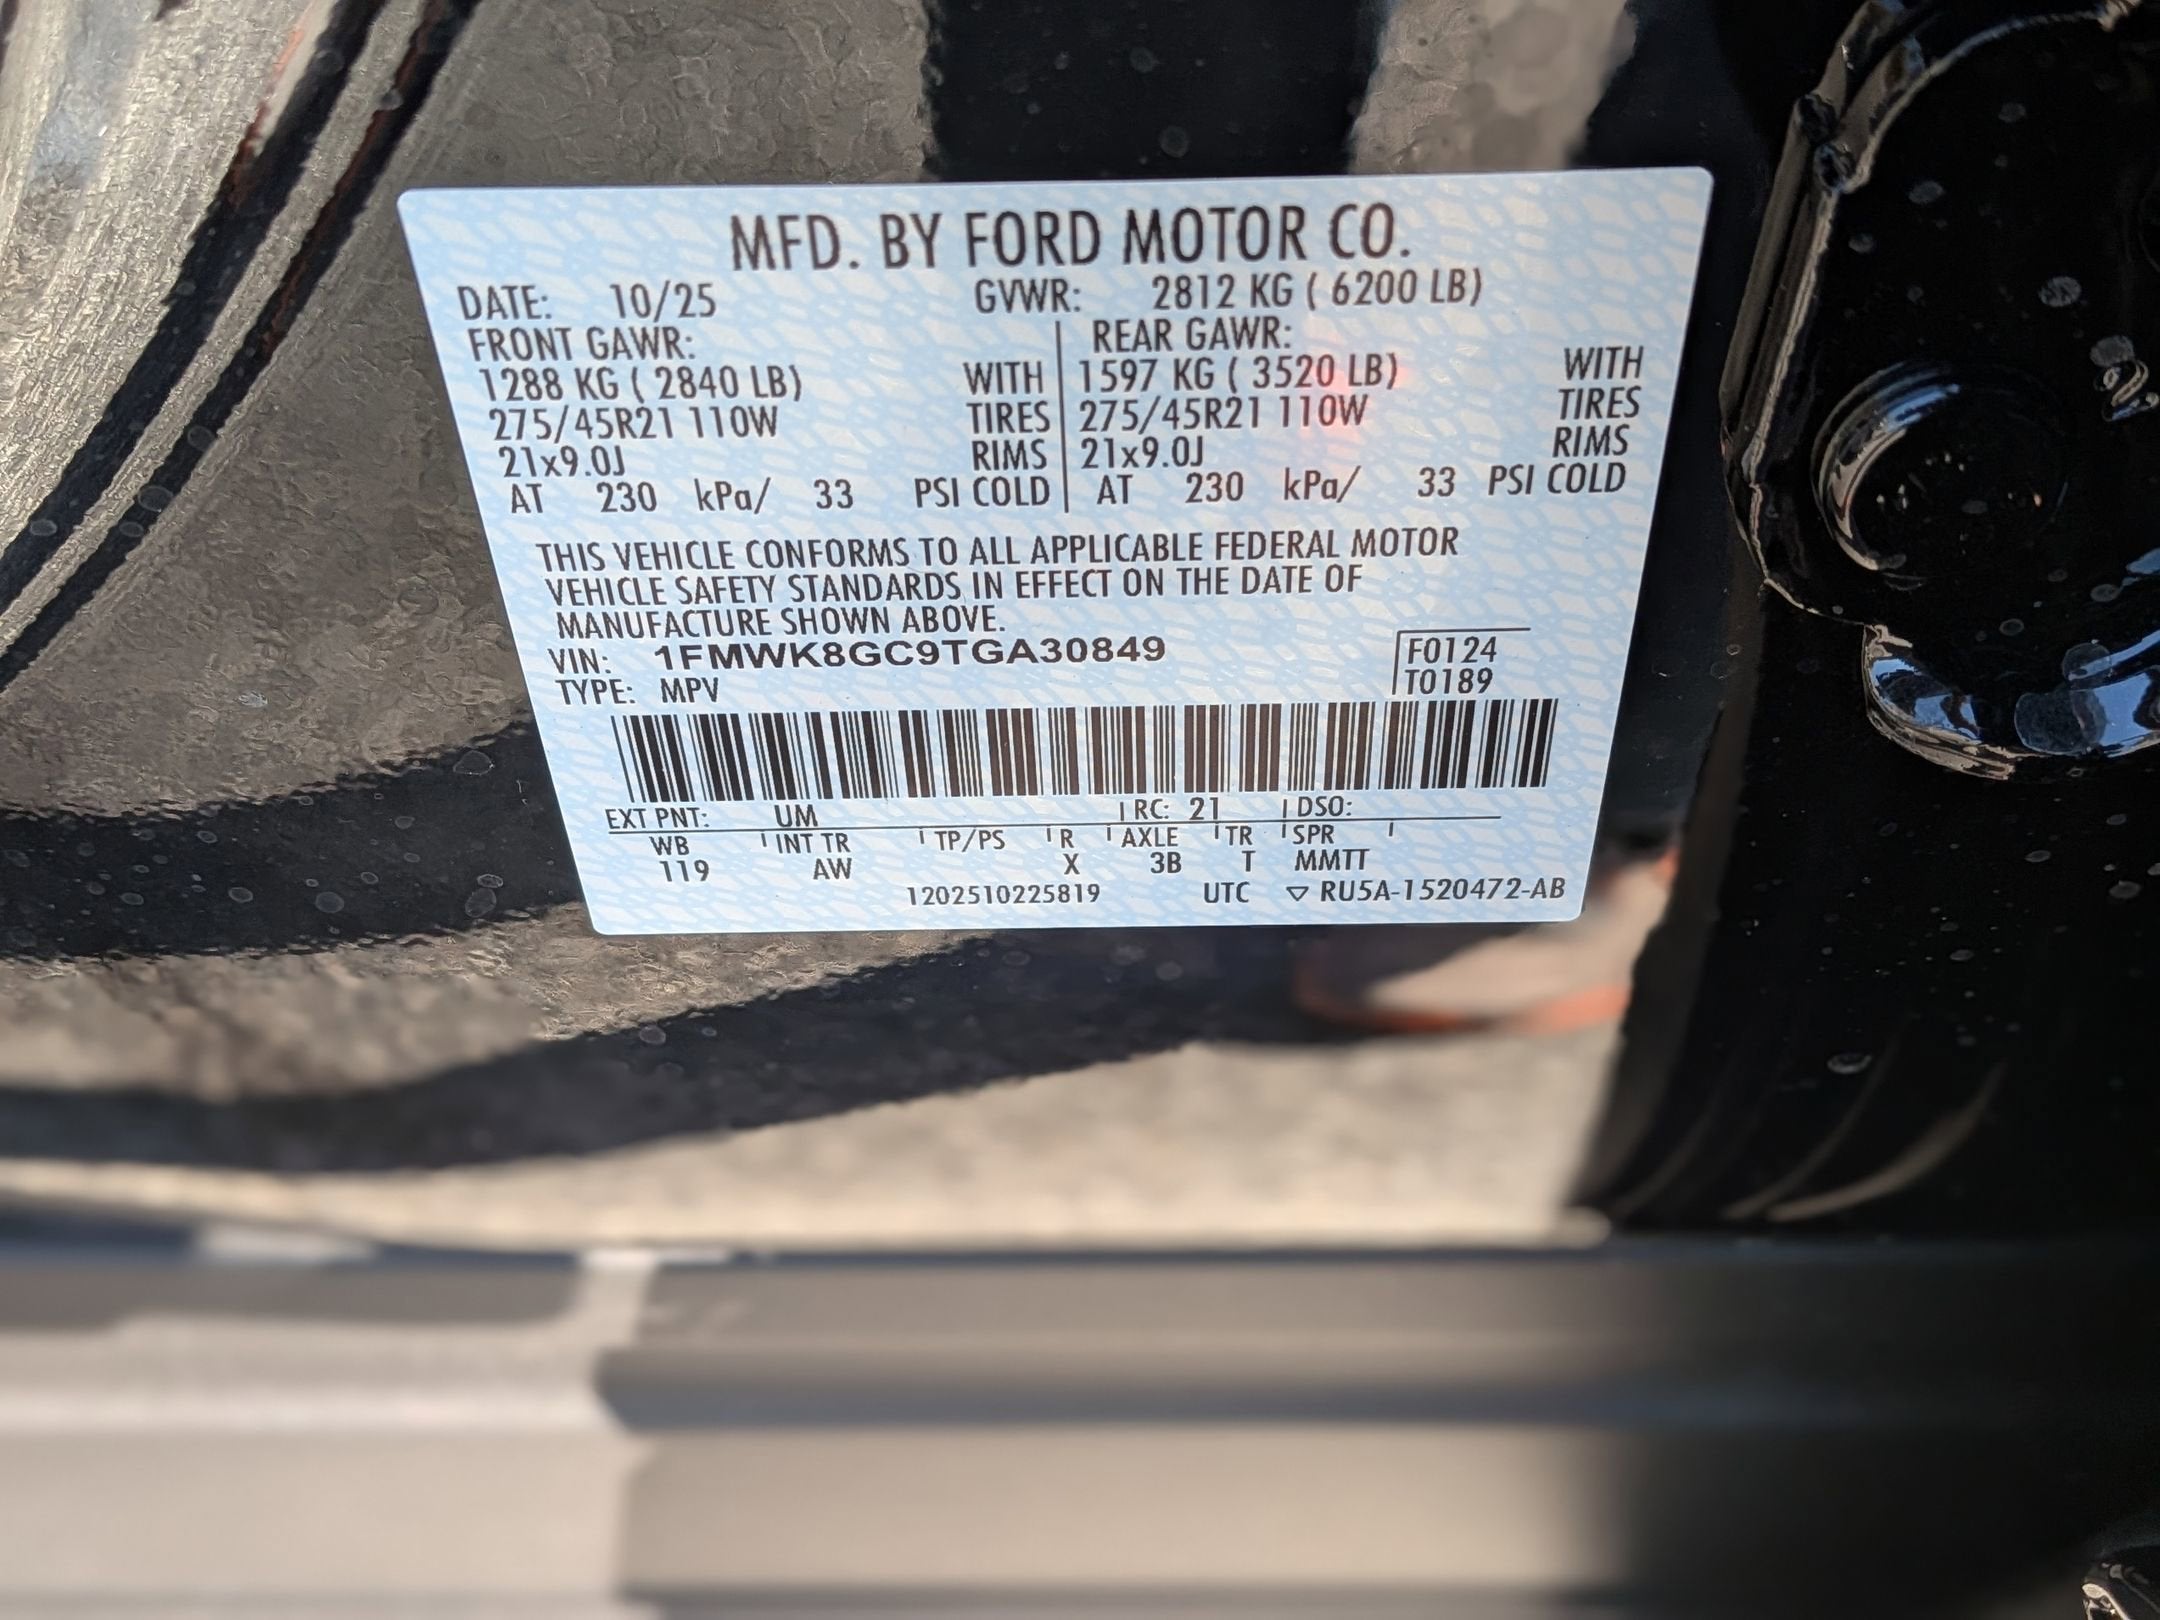 MFD. BY FORD MOTOR CO.
DATE: 10/25 GVWR: 2812 KG ( 6200 LB)
FRONT GAWR: REAR GAWR:
1288 KG ( 2840 LB) WITH 1597 KG ( 3520 LB) WITH
275/45R21 110W TIRES 275/45R21 110W TIRES
21x9.0J RIMS 21x9.0J RIMS
AT 230 kPa/ 33 PSI COLD AT 230 kPa/ 33 PSI COLD
THIS VEHICLE CONFORMS TO ALL APPLICABLE FEDERAL MOTOR
VEHICLE SAFETY STANDARDS IN EFFECT ON THE DATE OF
MANUFACTURE SHOWN ABOVE.
VIN: 1FMWK8GC9TGA30849 F0124
TYPE: MPV T0189
EXT PNT: UM RC: 21 DSO:
WB INT TR TP/PS R AXLE TR SPR
119 AW X 3B T MMTT
1202510225819 UTC ▽ RU5A-1520472-AB